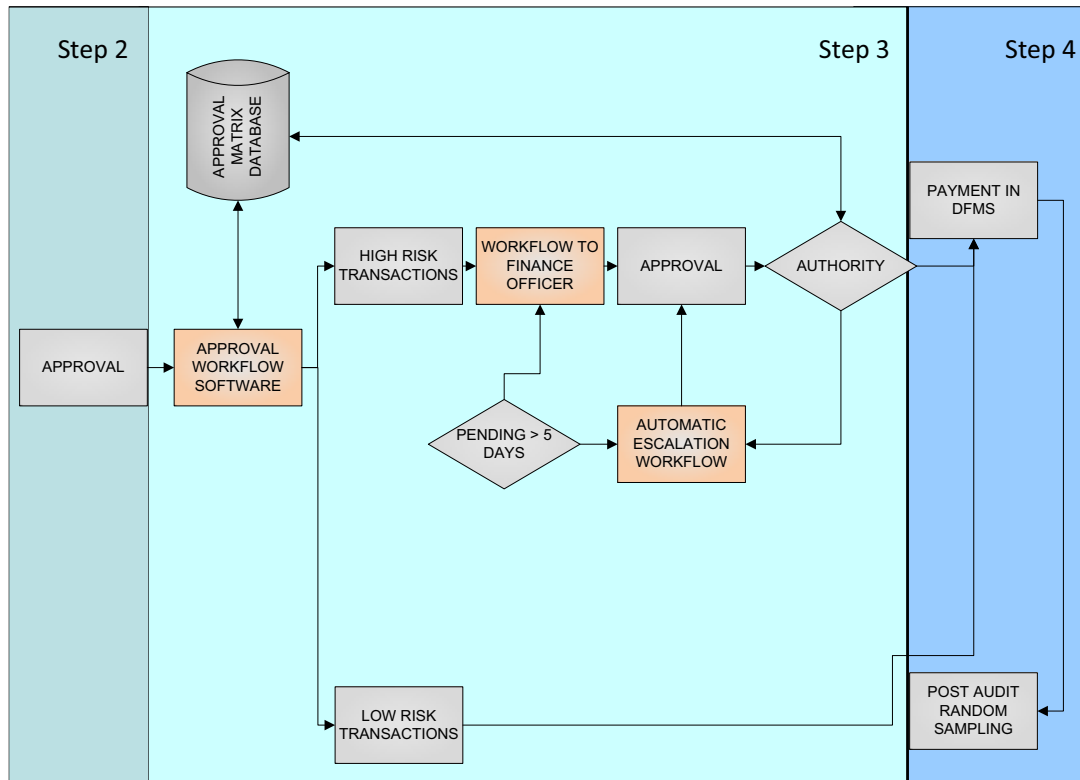 Step 2
Step 3
Step 4
APPROVAL
MATRIX
DATABASE
PAYMENT IN
DFMS
HIGH RISK
TRANSACTIONS
WORKFLOW TO
FINANCE
OFFICER
APPROVAL
AUTHORITY
APPROVAL
APPROVAL
WORKFLOW
SOFTWARE
PENDING > 5
DAYS
AUTOMATIC
ESCALATION
WORKFLOW
LOW RISK
TRANSACTIONS
POST AUDIT
RANDOM
SAMPLING